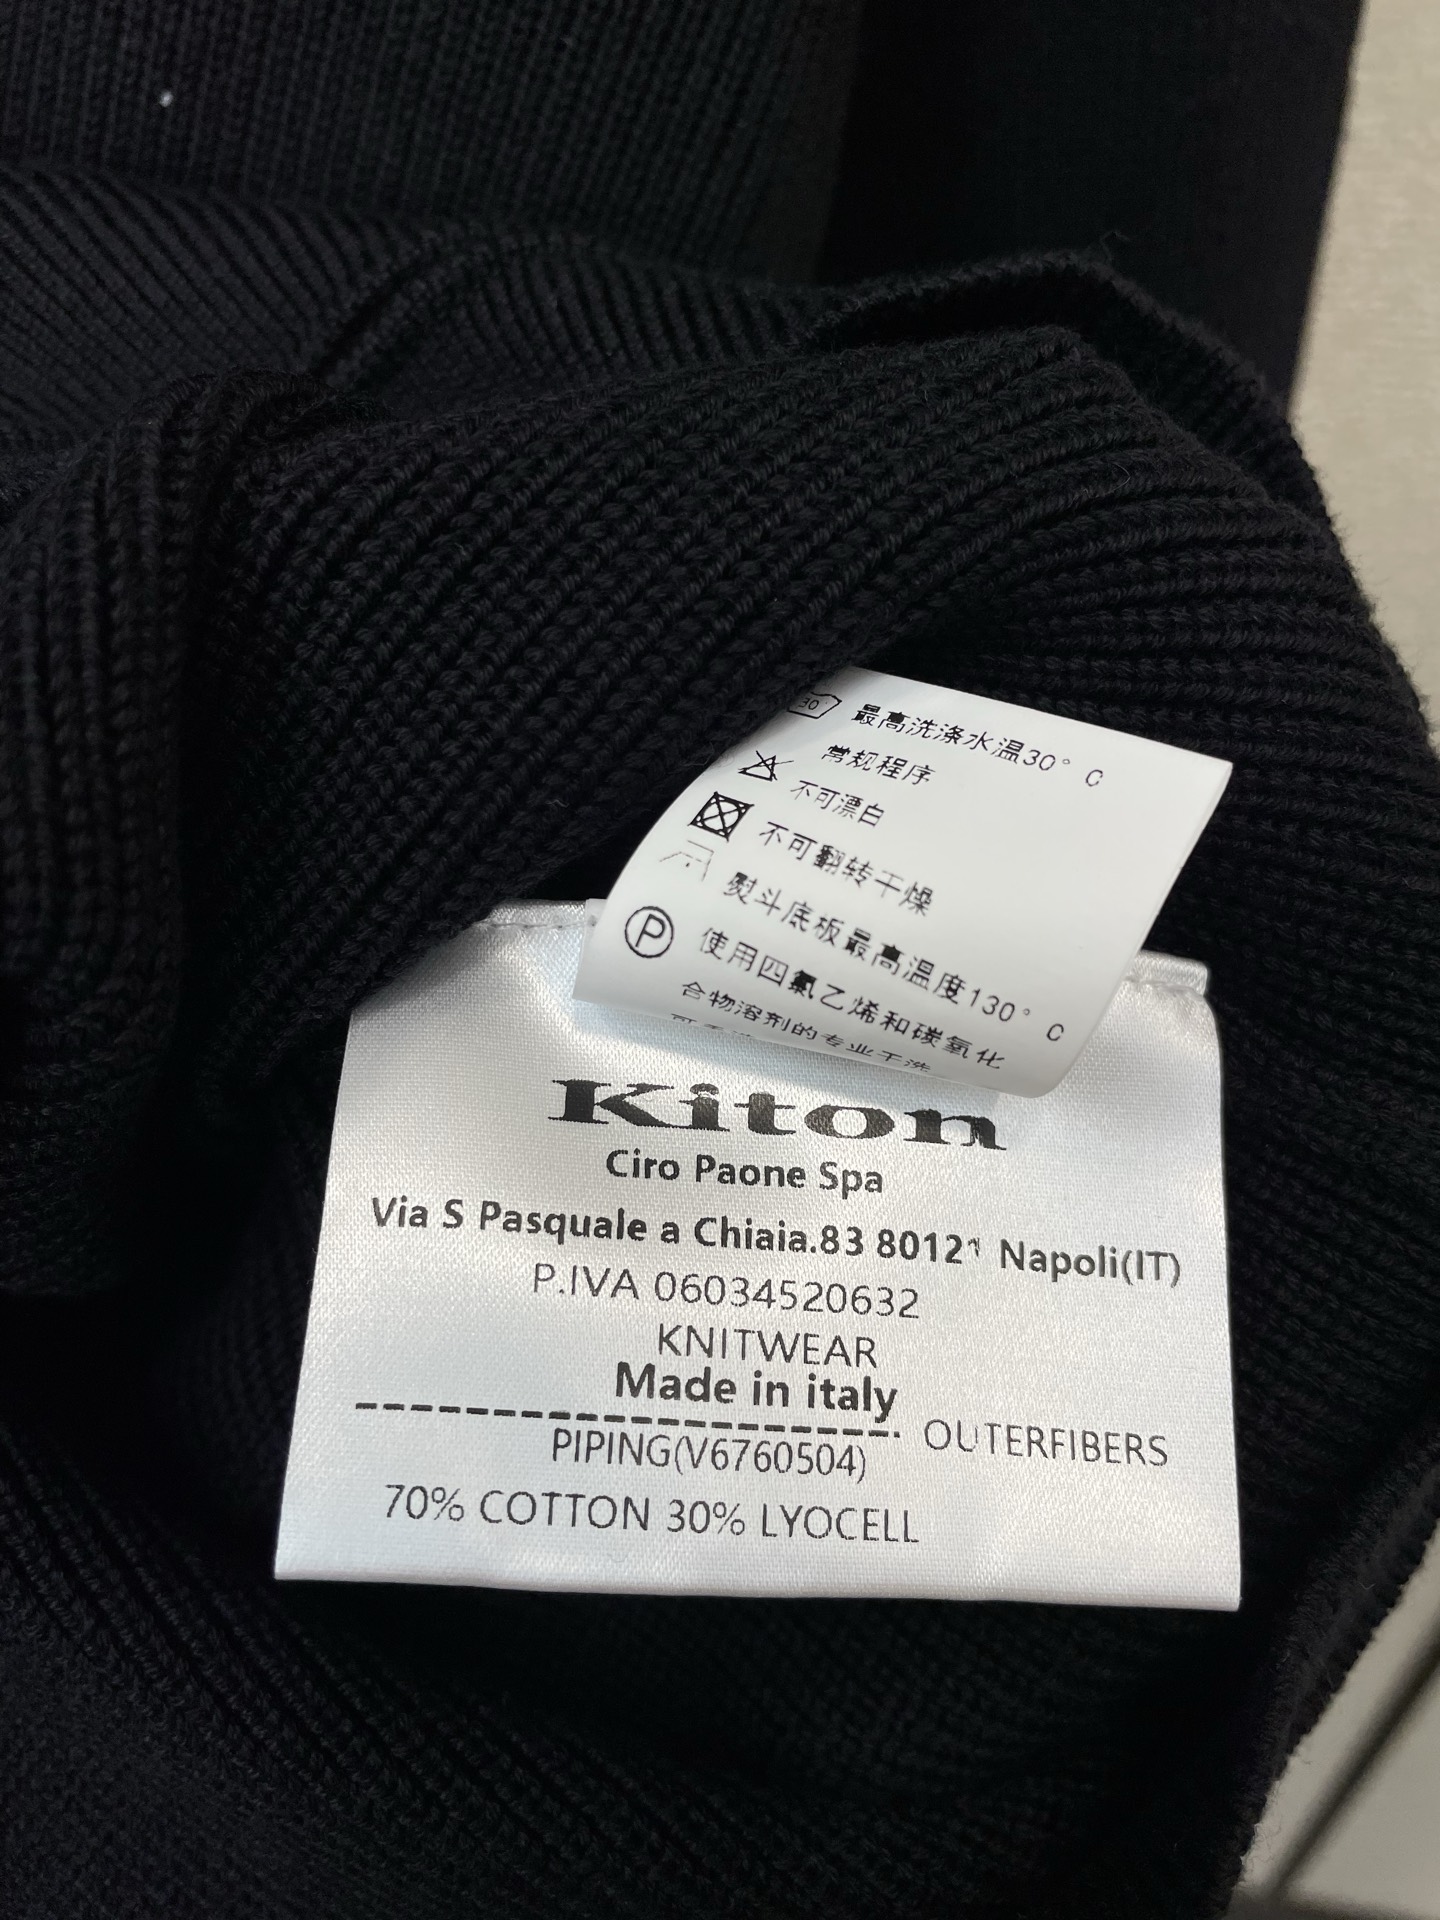 30 最高洗涤水温30°C
常规程序
不可漂白
不可翻转干燥
熨斗底板最高温度130°C
P 使用四氯乙烯和碳氢化
合物溶剂的专业干洗
Kiton
Ciro Paone Spa
Via S Pasquale a Chiaia.83 80121 Napoli(IT)
P.IVA 06034520632
KNITWEAR
Made in italy
OUTERFIBERS
PIPING(V6760504)
70% COTTON 30% LYOCELL